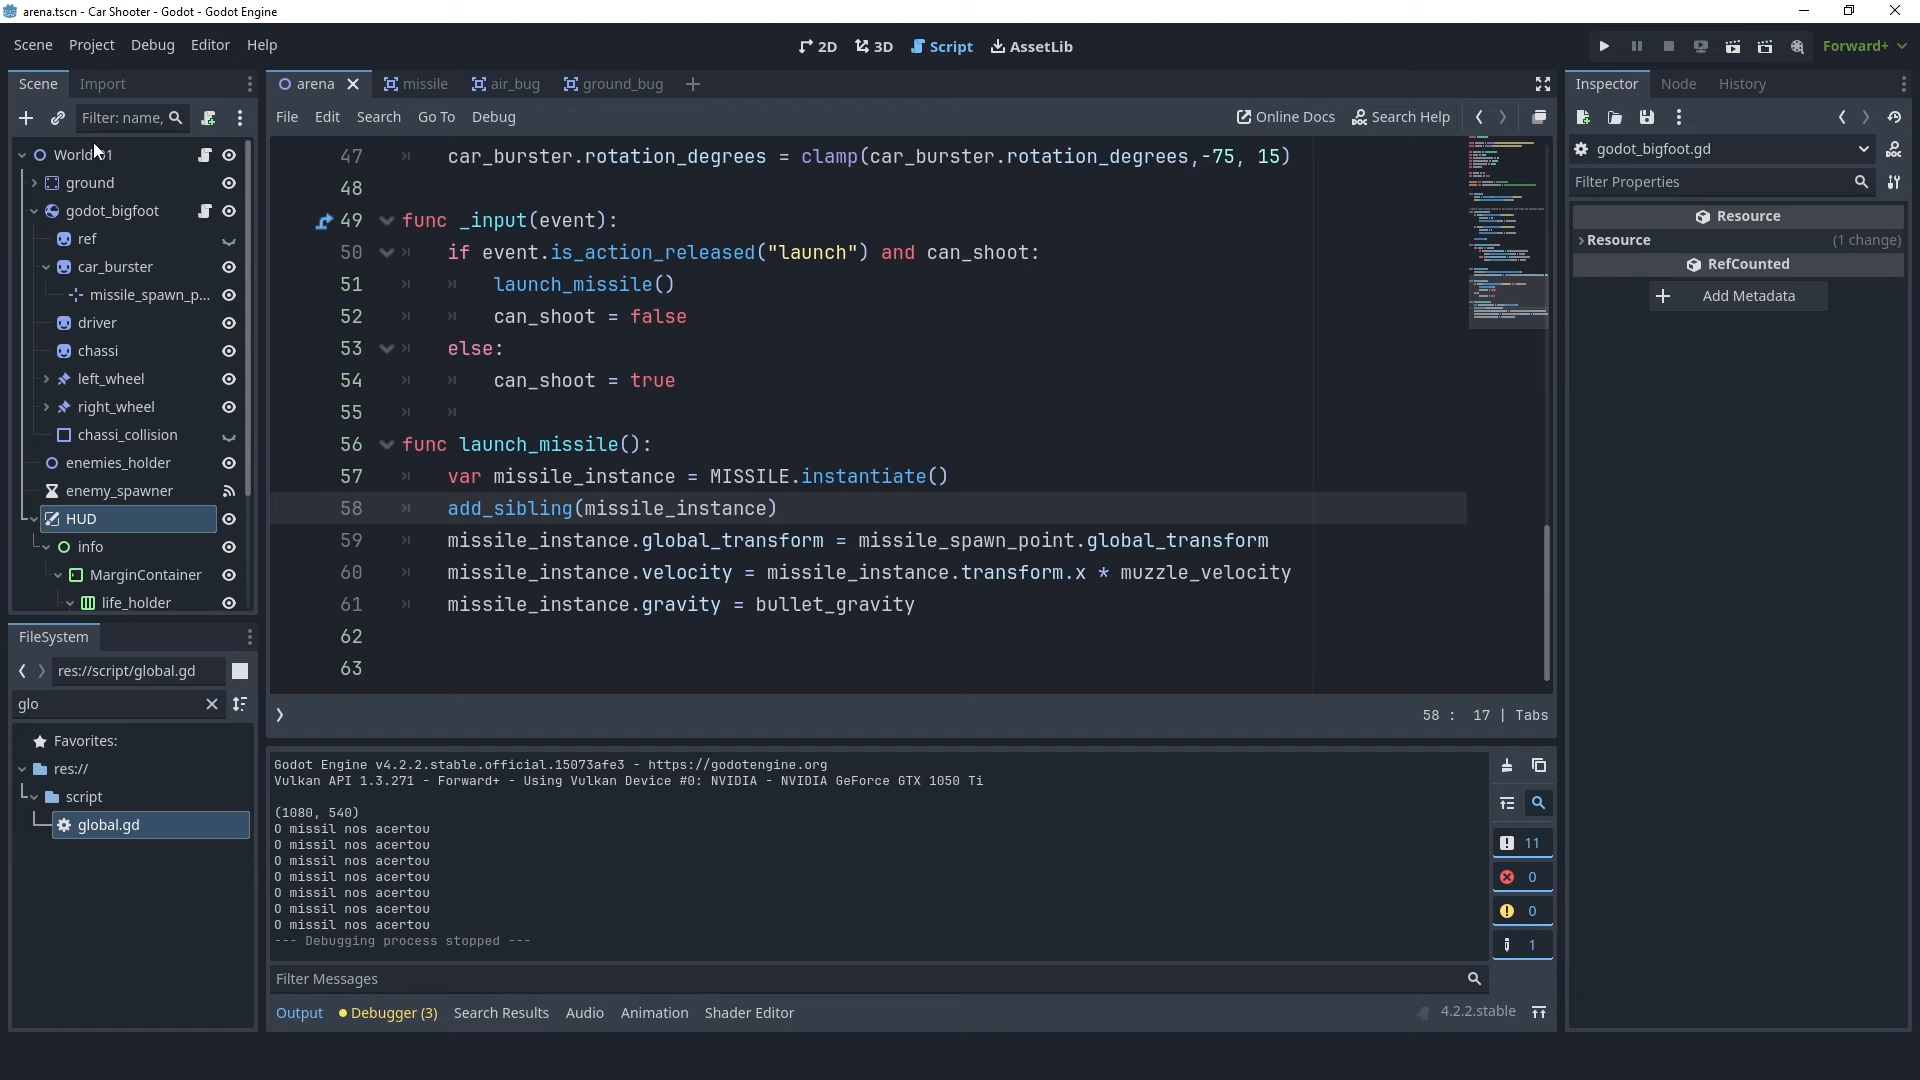 arena.tscn - Car Shooter - Godot - Godot Engine
Scene Project Debug Editor Help
2D 3D Script AssetLib
Forward+
Scene Import
Filter: name,
World
1
ground
godot_bigfoot
ref
car_burster
missile_spawn_p...
driver
chassi
left_wheel
right_wheel
chassi_collision
enemies_holder
enemy_spawner
HUD
info
MarginContainer
life_holder
FileSystem
res://script/global.gd
glo
Favorites:
res://
script
global.gd
arena missile air_bug ground_bug
File Edit Search Go To Debug
Online Docs Search Help
47 car_burster.rotation_degrees = clamp(car_burster.rotation_degrees,-75, 15)
48
49 func _input(event):
50 if event.is_action_released("launch") and can_shoot:
51 launch_missile()
52 can_shoot = false
53 else:
54 can_shoot = true
55
56 func launch_missile():
57 var missile_instance = MISSILE.instantiate()
58 add_sibling(missile_instance)
59 missile_instance.global_transform = missile_spawn_point.global_transform
60 missile_instance.velocity = missile_instance.transform.x * muzzle_velocity
61 missile_instance.gravity = bullet_gravity
62
63
58 : 17 | Tabs
Godot Engine v4.2.2.stable.official.15073afe3 - https://godotengine.org
Vulkan API 1.3.271 - Forward+ - Using Vulkan Device #0: NVIDIA - NVIDIA GeForce GTX 1050 Ti
(1080, 540)
O missil nos acertou
O missil nos acertou
O missil nos acertou
O missil nos acertou
O missil nos acertou
O missil nos acertou
O missil nos acertou
--- Debugging process stopped ---
11
0
0
1
Filter Messages
Output Debugger (3) Search Results Audio Animation Shader Editor
4.2.2.stable
Inspector Node History
godot_bigfoot.gd
Filter Properties
Resource
Resource (1 change)
RefCounted
Add Metadata